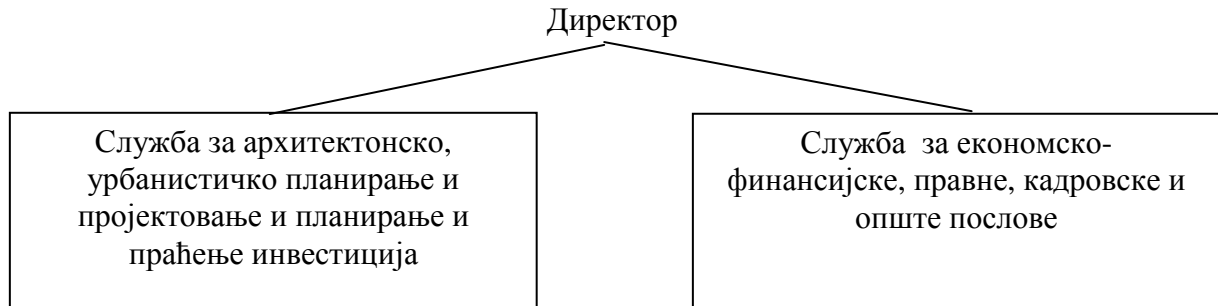 Директор
Служба за архитектонско,
урбанистичко планирање и
пројектовање и планирање и
праћење инвестиција
Служба за економско-
финансијске, правне, кадровске и
опште послове